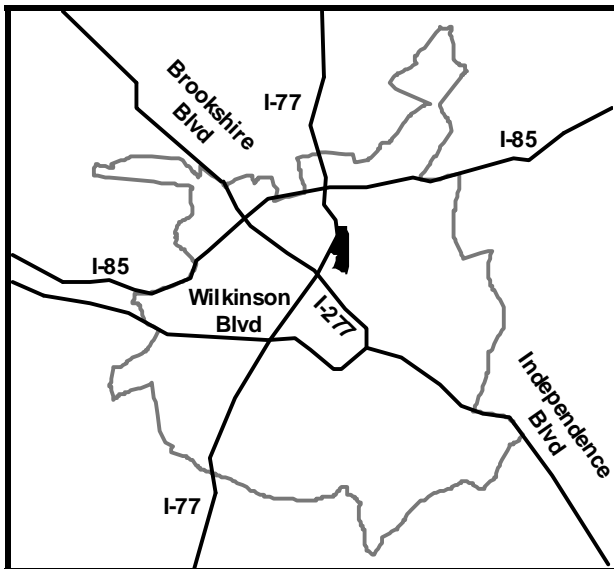 Brookshire
Blvd
I-77
I-85
I-85
Wilkinson
Blvd
I-277
Independence
Blvd
I-77